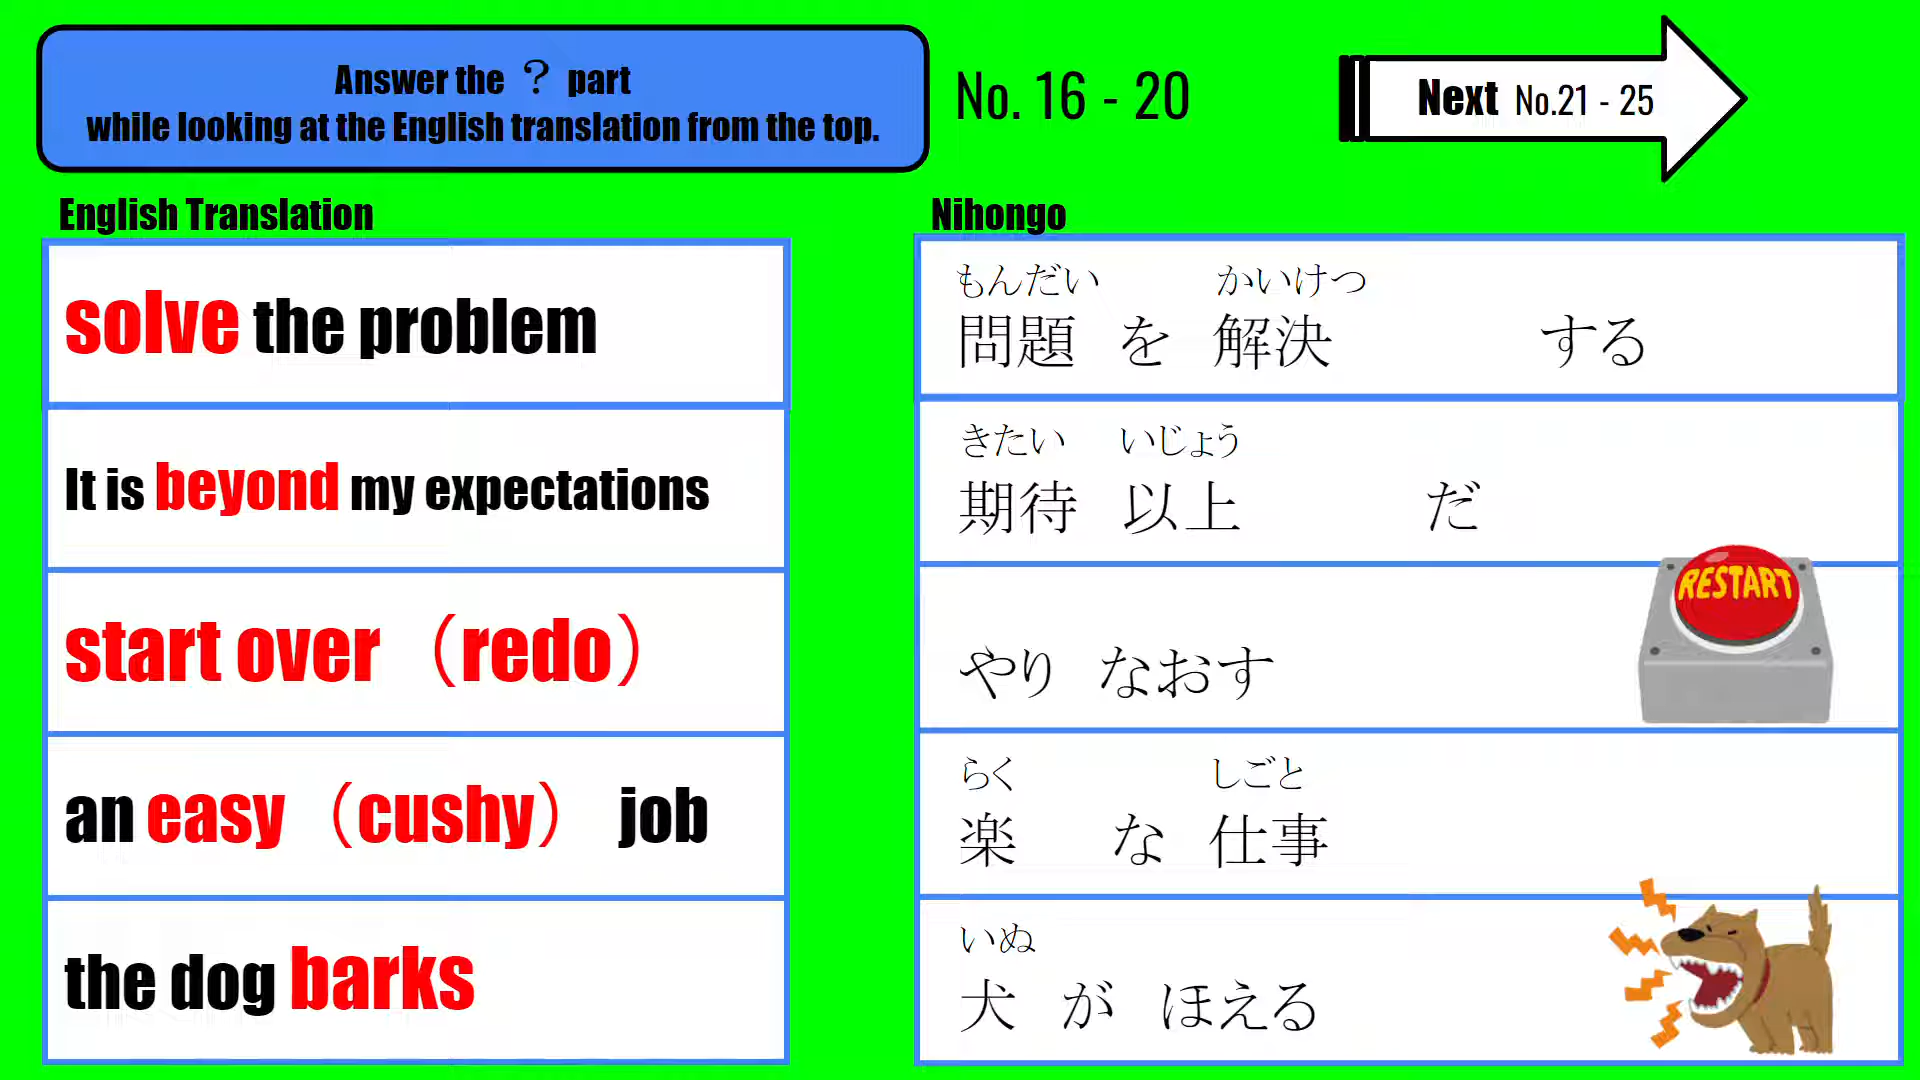 Answer the ？ part
while looking at the English translation from the top.
No. 16 - 20
Next No.21 - 25
English Translation
Nihongo
solve the problem
もんだい かいけつ
問題 を 解決 する
It is beyond my expectations
きたい いじょう
期待 以上 だ
start over（redo）
やり なおす
RESTART
an easy（cushy） job
らく しごと
楽 な 仕事
the dog barks
いぬ
犬 が ほえる